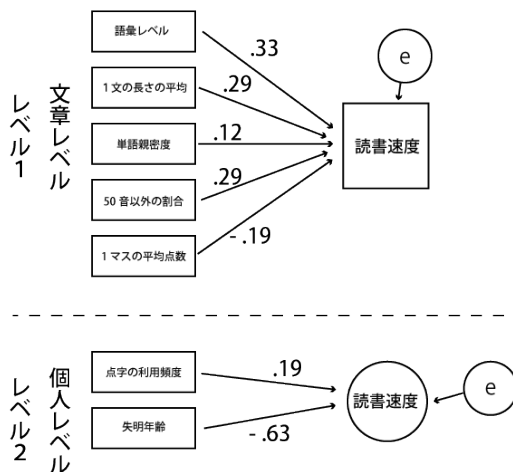 レベル1
文章レベル
語彙レベル
1文の長さの平均
単語親密度
50音以外の割合
1マスの平均点数
.33
.29
.12
.29
- .19
e
読書速度
レベル2
個人レベル
点字の利用頻度
失明年齢
.19
- .63
読書速度
e